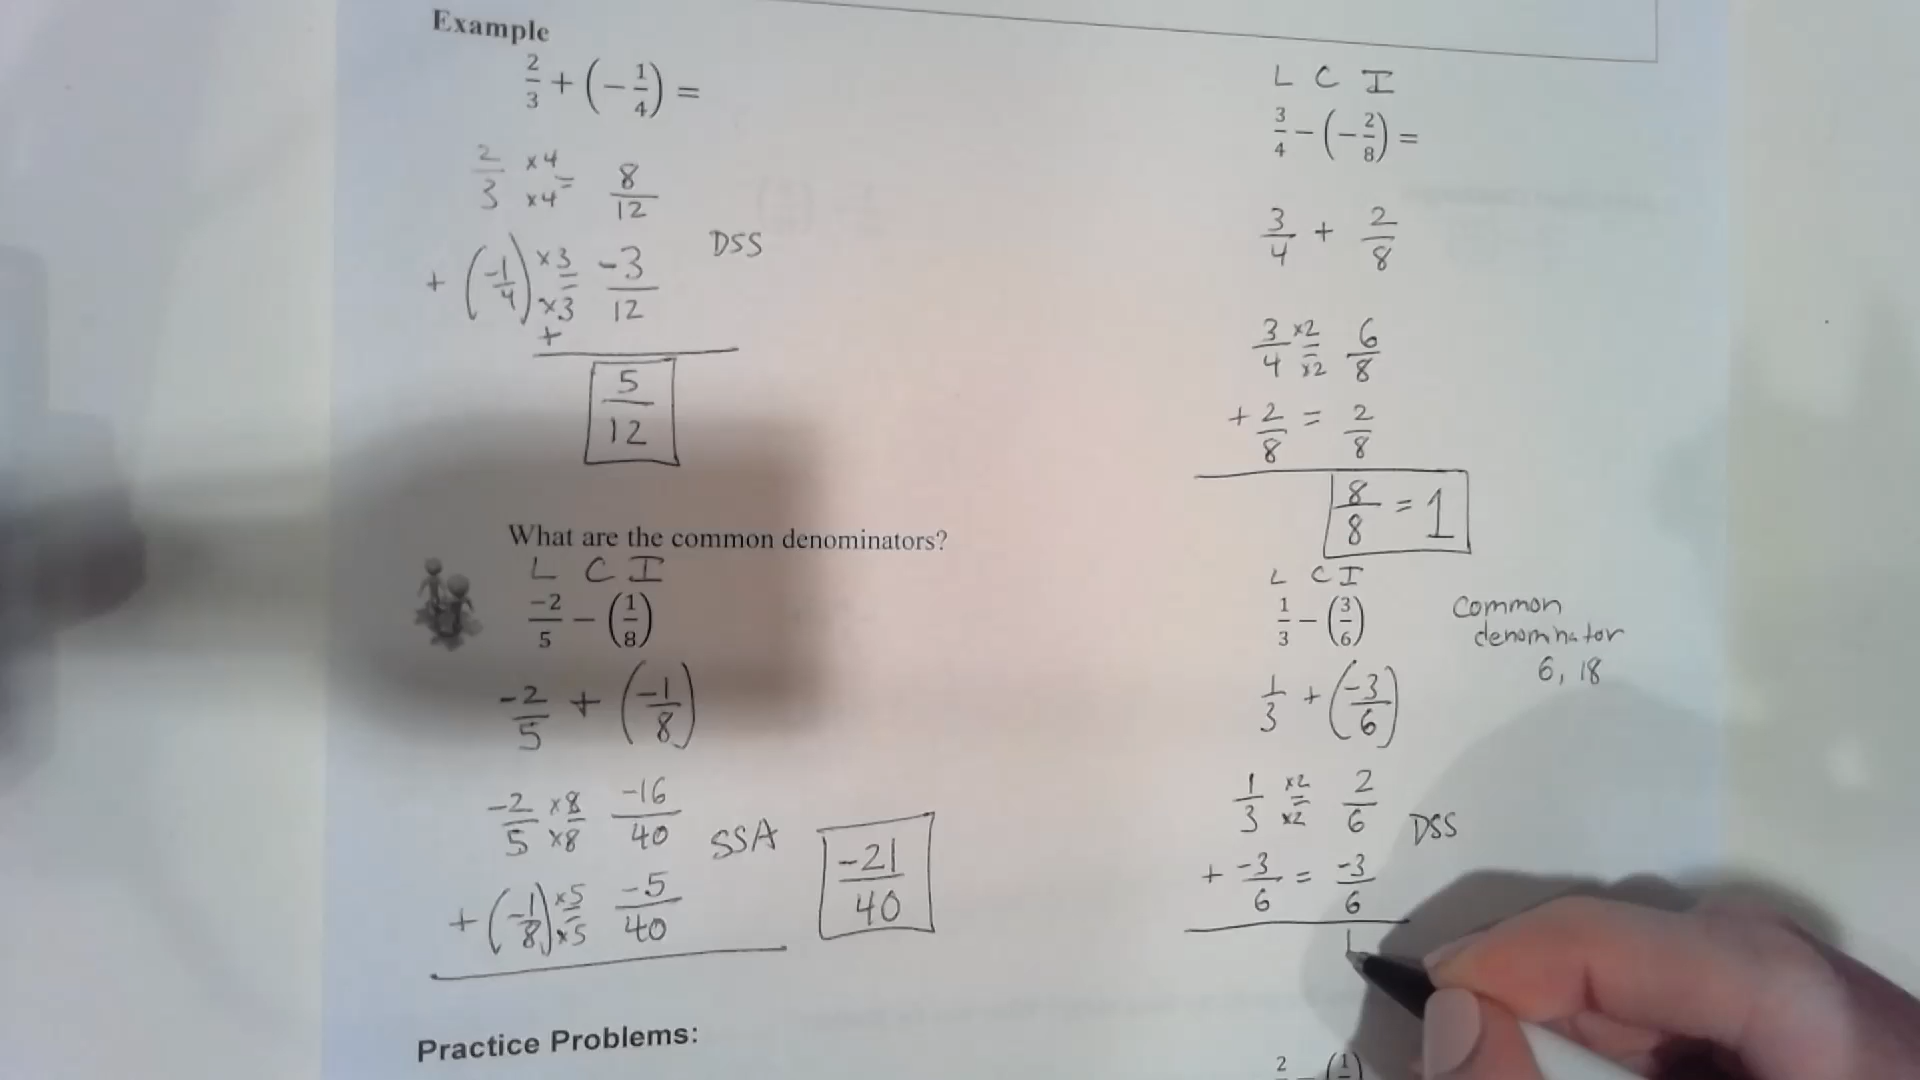 Example
2/3 + (-1/4) =
2/3 ×4/×4 = 8/12
+ (-1/4) ×3/×3 = -3/12
DSS
+
5/12
L C I
3/4 - (-2/8) =
3/4 + 2/8
3/4 ×2/×2 = 6/8
+ 2/8 = 2/8
8/8 = 1
What are the common denominators?
L C I
-2/5 - (1/8)
-2/5 + (-1/8)
-2/5 ×8/×8 = -16/40
SSA
+ (-1/8) ×5/×5 = -5/40
-21/40
L C I
1/3 - (3/6)
Common
denominator
6, 18
1/3 + (-3/6)
1/3 ×2/×2 = 2/6
DSS
+ -3/6 = -3/6
Practice Problems: